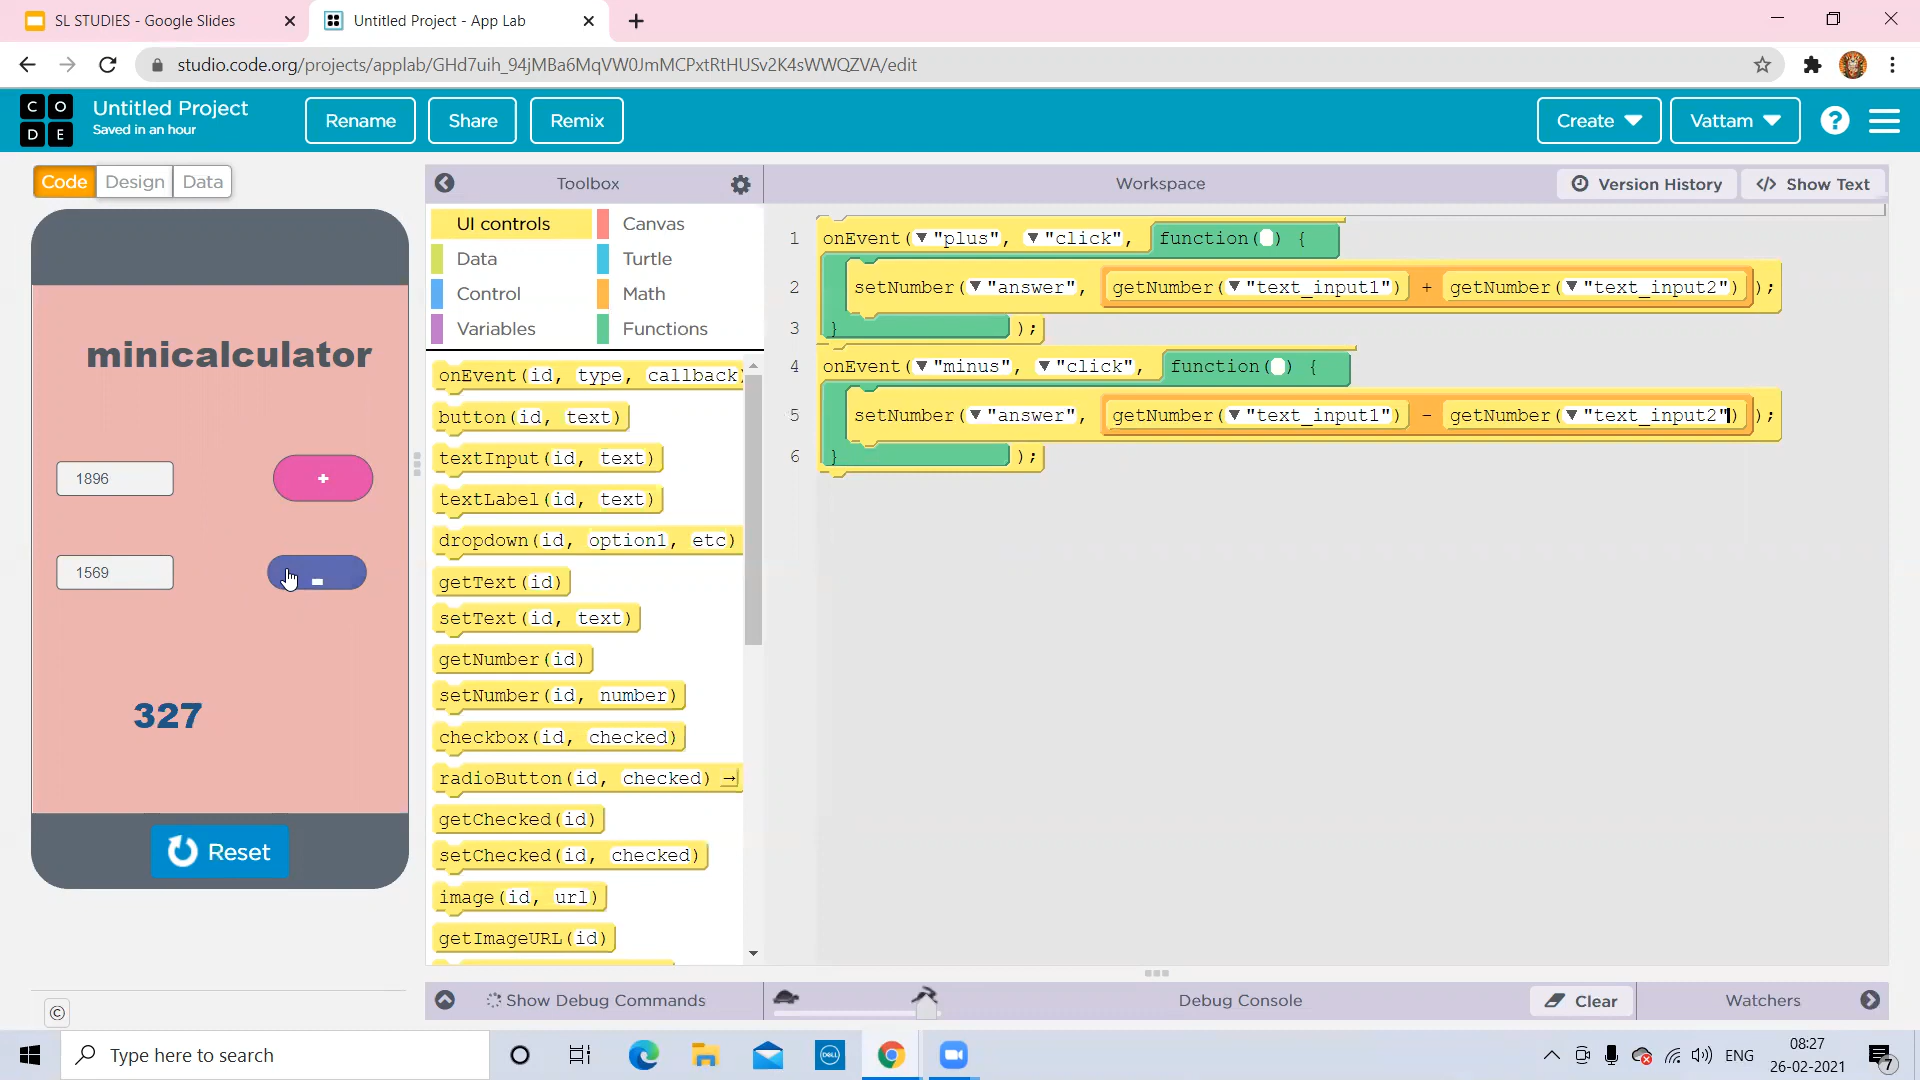 SL STUDIES - Google Slides
Untitled Project - App Lab
studio.code.org/projects/applab/GHd7uih_94jMBa6MqVW0JmMCPxtRtHUSv2K4sWWQZVA/edit
C O
D E
Untitled Project
Saved in an hour
Rename
Share
Remix
Create
Vattam
?
Code
Design
Data
Toolbox
Workspace
Version History
</> Show Text
UI controls
Canvas
Data
Turtle
Control
Math
Variables
Functions
onEvent(id, type, callback)
button(id, text)
textInput(id, text)
textLabel(id, text)
dropdown(id, option1, etc)
getText(id)
setText(id, text)
getNumber(id)
setNumber(id, number)
checkbox(id, checked)
radioButton(id, checked)
getChecked(id)
setChecked(id, checked)
image(id, url)
getImageURL(id)
1 onEvent(▼"plus", ▼"click", function( ) {
2 setNumber(▼"answer", getNumber(▼"text_input1") + getNumber(▼"text_input2") );
3 } );
4 onEvent(▼"minus", ▼"click", function( ) {
5 setNumber(▼"answer", getNumber(▼"text_input1") - getNumber(▼"text_input2") );
6 } );
minicalculator
1896
+
1569
-
327
Reset
©
Show Debug Commands
Debug Console
Clear
Watchers
Type here to search
DELL
ENG
08:27
26-02-2021
7